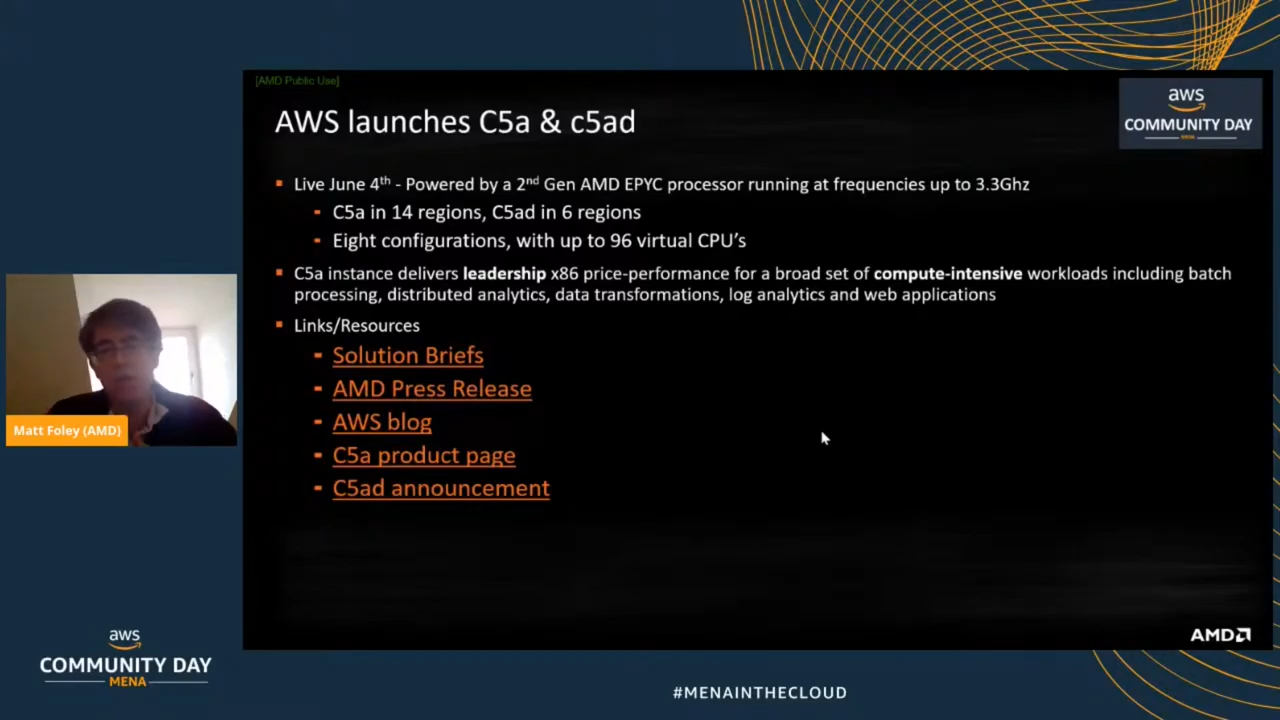 [AMD Public Use]
AWS launches C5a & c5ad
aws
COMMUNITY DAY
MENA
Live June 4th - Powered by a 2nd Gen AMD EPYC processor running at frequencies up to 3.3Ghz
C5a in 14 regions, C5ad in 6 regions
Eight configurations, with up to 96 virtual CPU's
C5a instance delivers leadership x86 price-performance for a broad set of compute-intensive workloads including batch
processing, distributed analytics, data transformations, log analytics and web applications
Links/Resources
Solution Briefs
AMD Press Release
AWS blog
C5a product page
C5ad announcement
Matt Foley (AMD)
AMD
aws
COMMUNITY DAY
MENA
#MENAINTHECLOUD